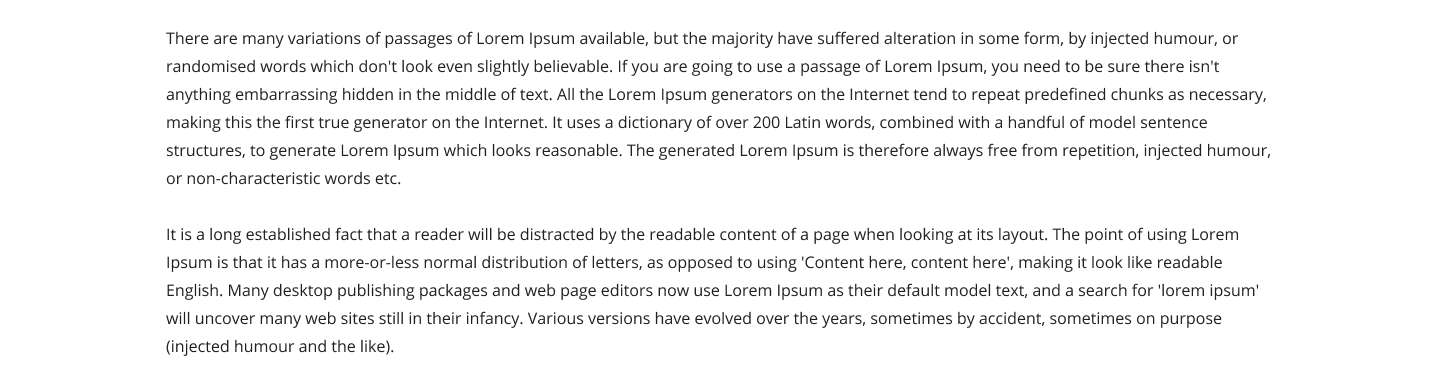 There are many variations of passages of Lorem Ipsum available, but the majority have suffered alteration in some form, by injected humour, or
randomised words which don't look even slightly believable. If you are going to use a passage of Lorem Ipsum, you need to be sure there isn't
anything embarrassing hidden in the middle of text. All the Lorem Ipsum generators on the Internet tend to repeat predefined chunks as necessary,
making this the first true generator on the Internet. It uses a dictionary of over 200 Latin words, combined with a handful of model sentence
structures, to generate Lorem Ipsum which looks reasonable. The generated Lorem Ipsum is therefore always free from repetition, injected humour,
or non-characteristic words etc.
It is a long established fact that a reader will be distracted by the readable content of a page when looking at its layout. The point of using Lorem
Ipsum is that it has a more-or-less normal distribution of letters, as opposed to using 'Content here, content here', making it look like readable
English. Many desktop publishing packages and web page editors now use Lorem Ipsum as their default model text, and a search for 'lorem ipsum'
will uncover many web sites still in their infancy. Various versions have evolved over the years, sometimes by accident, sometimes on purpose
(injected humour and the like).